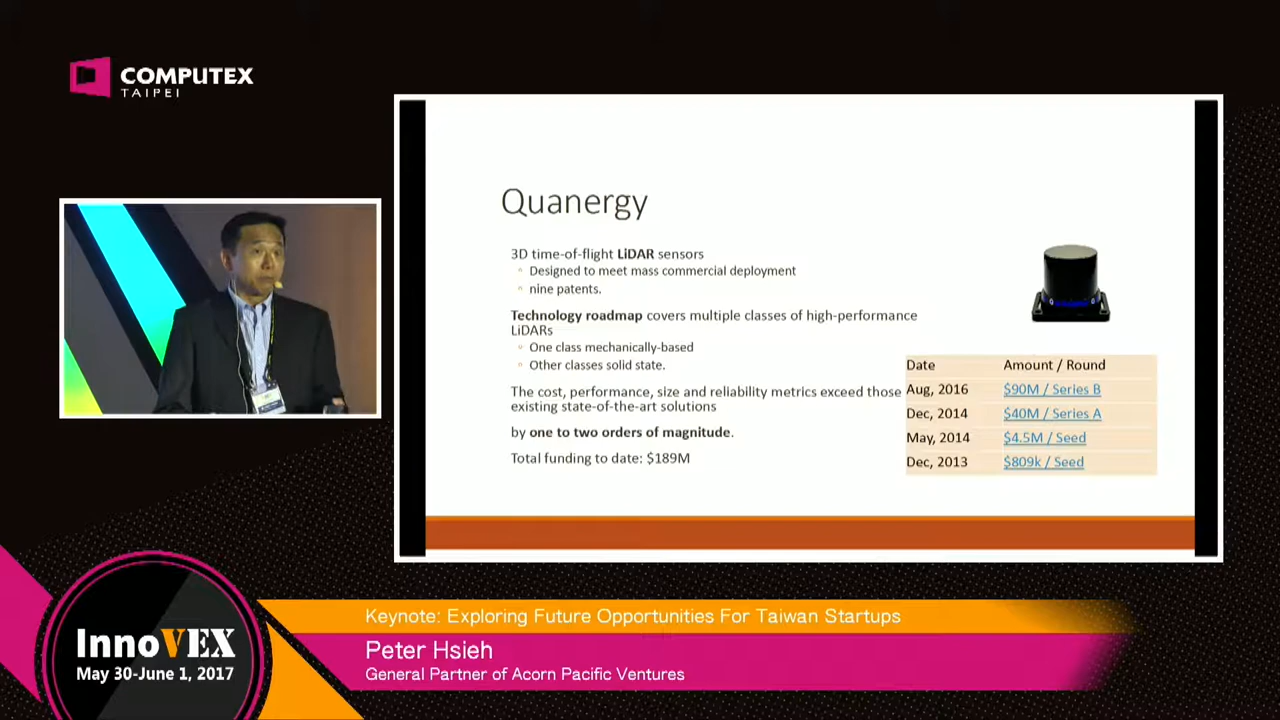 COMPUTEX
TAIPEI
Quanergy
3D time-of-flight LiDAR sensors
Designed to meet mass commercial deployment
nine patents.
Technology roadmap covers multiple classes of high-performance
LiDARs
One class mechanically-based
Other classes solid state.
The cost, performance, size and reliability metrics exceed those
existing state-of-the-art solutions
by one to two orders of magnitude.
Total funding to date: $189M
Date Amount / Round
Aug, 2016 $90M / Series B
Dec, 2014 $40M / Series A
May, 2014 $4.5M / Seed
Dec, 2013 $809k / Seed
InnoVEX
May 30-June 1, 2017
Keynote: Exploring Future Opportunities For Taiwan Startups
Peter Hsieh
General Partner of Acorn Pacific Ventures